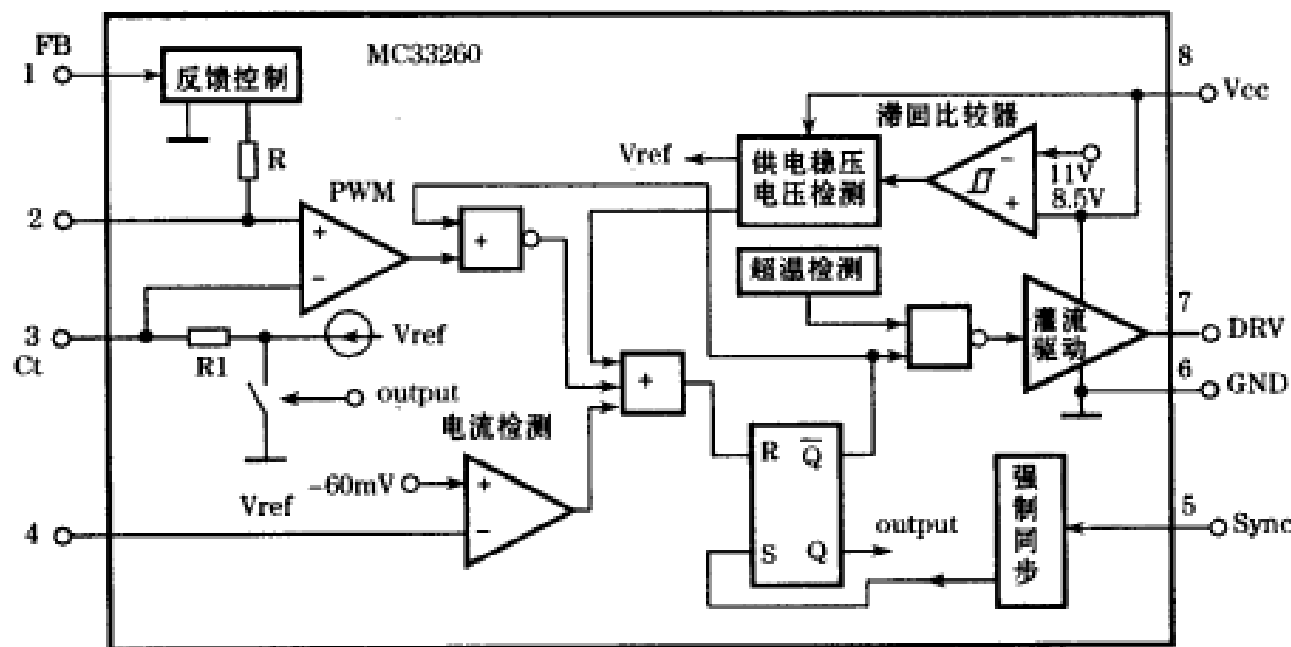 FB
1
反馈控制
MC33260
8
Vcc
滞回比较器
R
Vref
供电稳压
电压检测
-
11V
8.5V
+
2
PWM
+
-
+
超温检测
7
DRV
灌流
驱动
3
Ct
R1
Vref
output
+
6
GND
电流检测
R
Q
-60mV
+
Vref
-
4
强制同步
5
Sync
output
S
Q